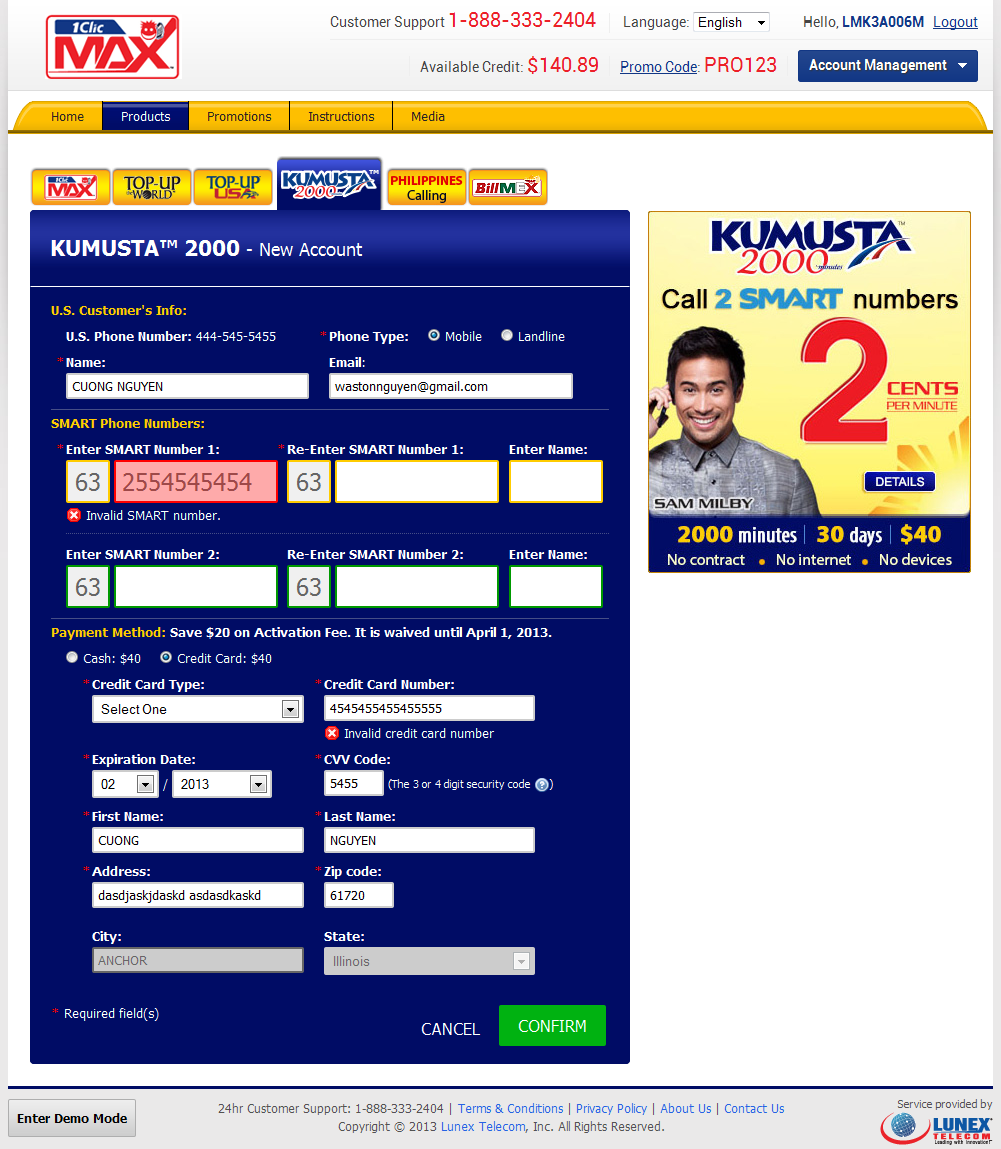 1Clic
MAX™
Customer Support 1-888-333-2404
Language: English
Hello, LMK3A006M Logout
Available Credit: $140.89
Promo Code: PRO123
Account Management
Home Products Promotions Instructions Media
1Clic MAX
TOP-UP THE WORLD
TOP-UP USA
KUMUSTA™ 2000 minutes
PHILIPPINES Calling
BillMEX
KUMUSTA™ 2000 - New Account
U.S. Customer's Info:
U.S. Phone Number: 444-545-5455
* Phone Type: Mobile Landline
* Name:
CUONG NGUYEN
Email:
wastonnguyen@gmail.com
SMART Phone Numbers:
* Enter SMART Number 1: * Re-Enter SMART Number 1: Enter Name:
63 2554545454 63
Invalid SMART number.
Enter SMART Number 2: Re-Enter SMART Number 2: Enter Name:
63 63
Payment Method: Save $20 on Activation Fee. It is waived until April 1, 2013.
Cash: $40 Credit Card: $40
* Credit Card Type: * Credit Card Number:
Select One 4545455455455555
Invalid credit card number
* Expiration Date: * CVV Code:
02 / 2013 5455 (The 3 or 4 digit security code ?)
* First Name: * Last Name:
CUONG NGUYEN
* Address: * Zip code:
dasdjaskjdaskd asdasdkaskd 61720
City: State:
ANCHOR Illinois
* Required field(s)
CANCEL CONFIRM
KUMUSTA™
2000 minutes
Call 2 SMART numbers
2 CENTS
PER MINUTE
DETAILS
SAM MILBY
2000 minutes | 30 days | $40
No contract • No internet • No devices
Enter Demo Mode
24hr Customer Support: 1-888-333-2404 | Terms & Conditions | Privacy Policy | About Us | Contact Us
Copyright © 2013 Lunex Telecom, Inc. All Rights Reserved.
Service provided by
LUNEX
TELECOM
Leading with Innovation!